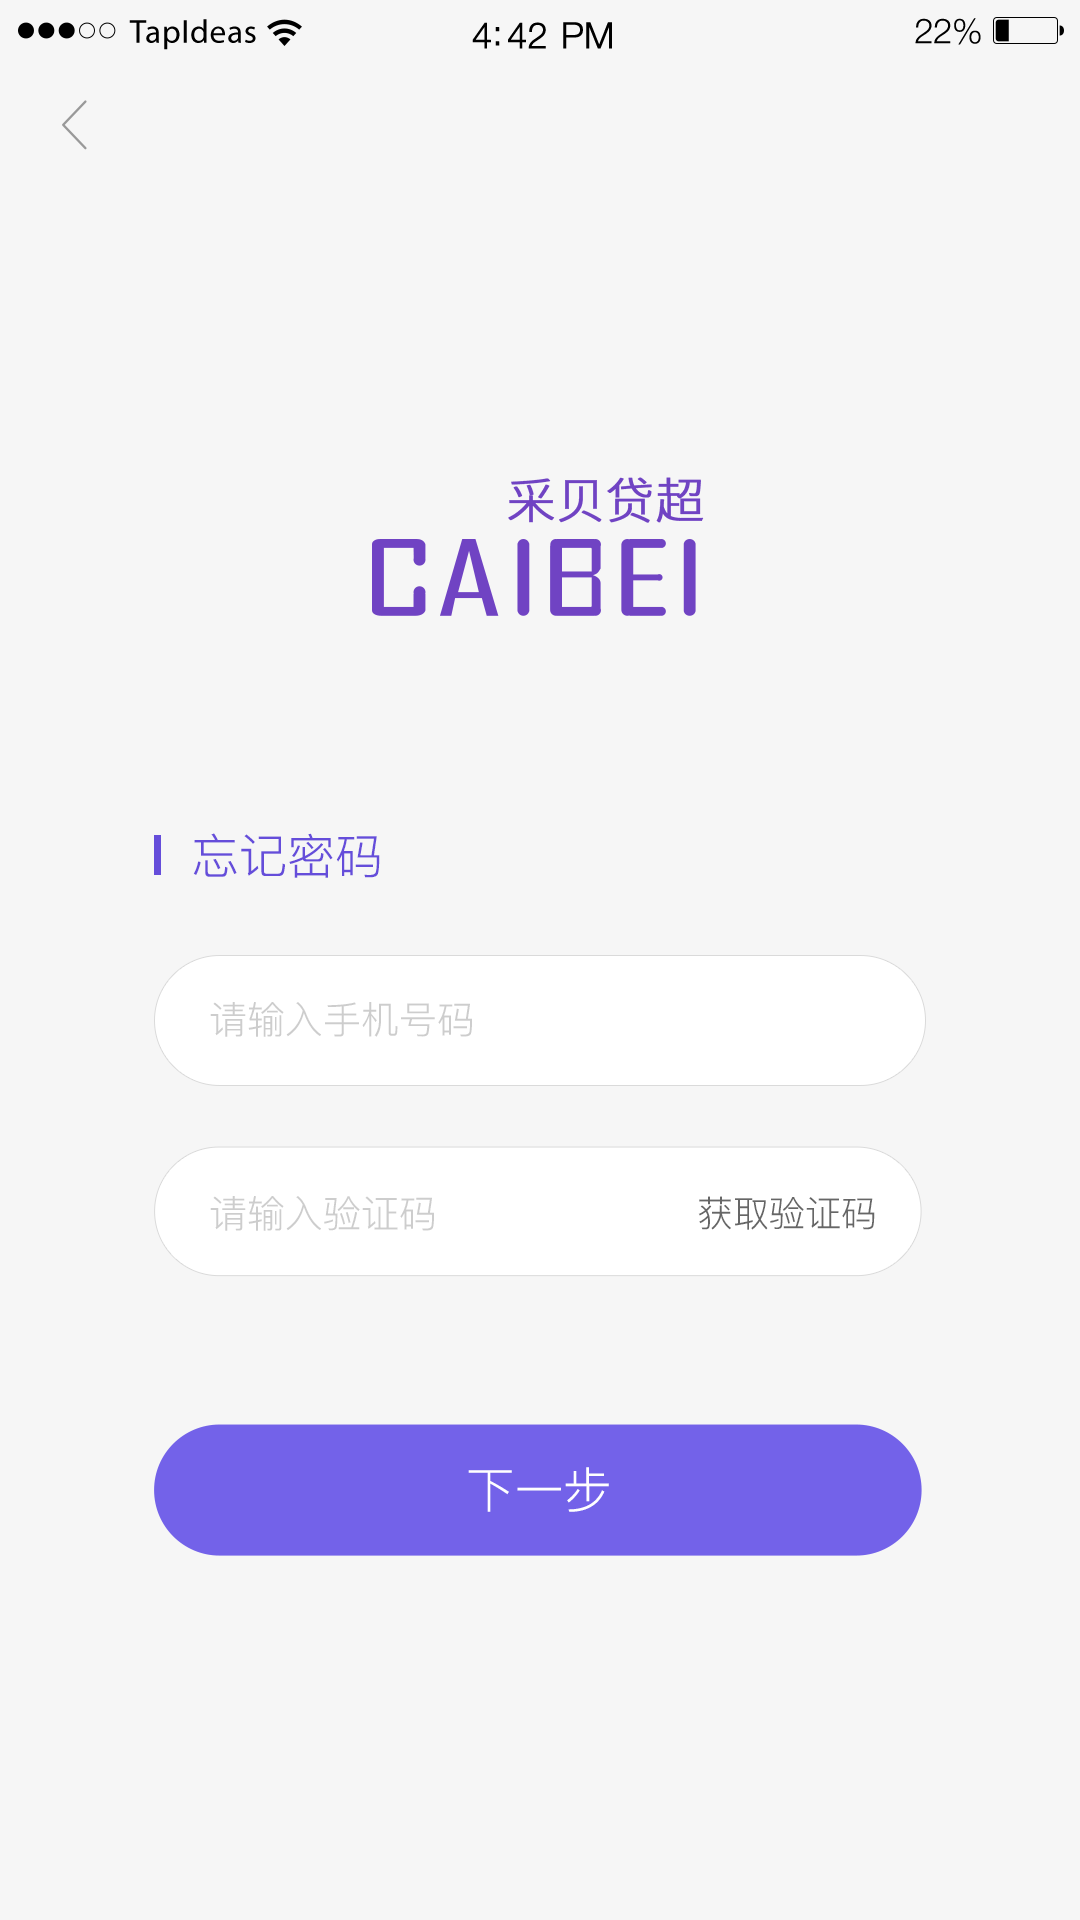 TapIdeas 4:42 PM 22%
采贝贷超
CAIBEI
忘记密码
请输入手机号码
请输入验证码 获取验证码
下一步